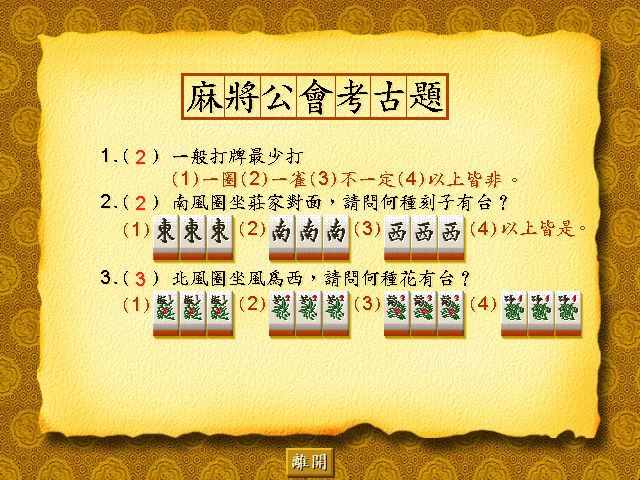 麻將公會考古題
1.(2) 一般打牌最少打
(1)一圈(2)一雀(3)不一定(4)以上皆非。
2.(2) 南風圈坐莊家對面，請問何種刻子有台？
(1) 東 東 東 (2) 南 南 南 (3) 西 西 西 (4)以上皆是。
3.(3) 北風圈坐風為西，請問何種花有台？
(1) (2) (3) (4)
離開